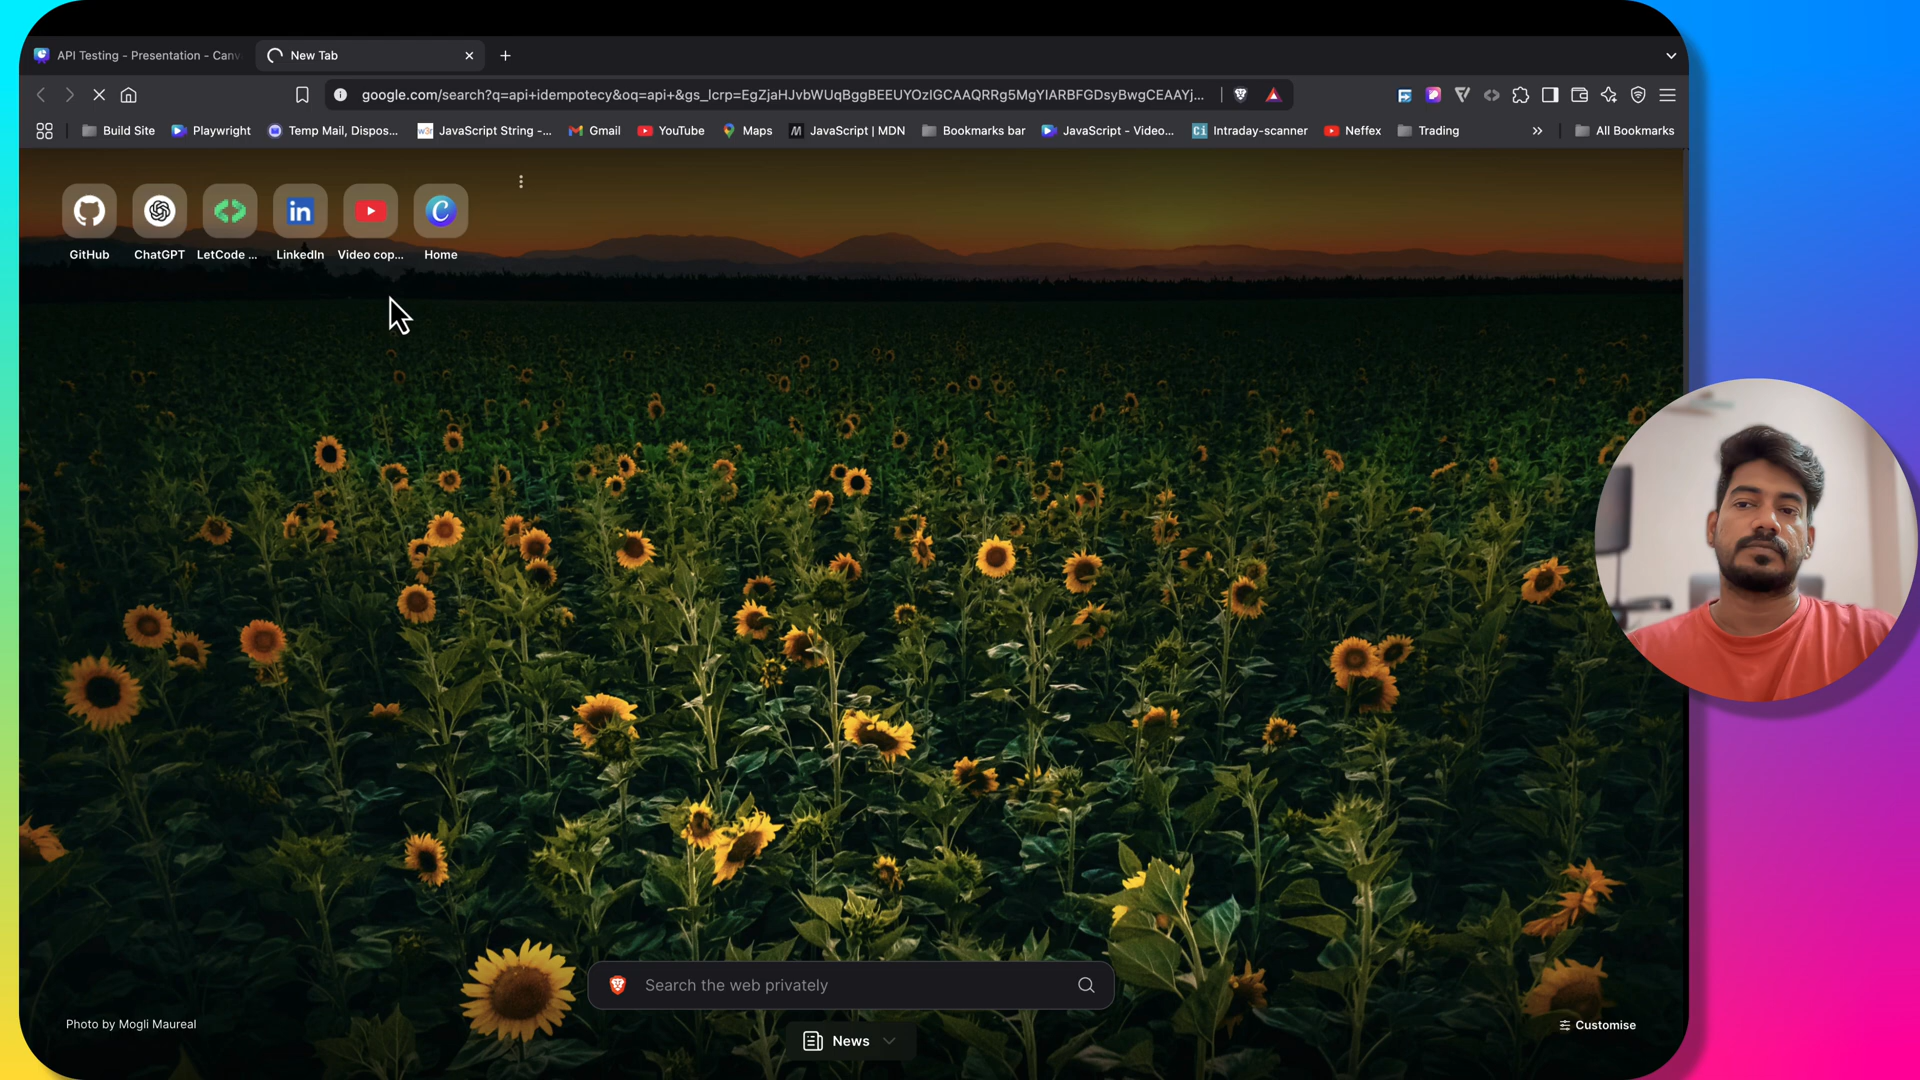 API Testing - Presentation - Canv
New Tab
google.com/search?q=api+idempotecy&oq=api+&gs_lcrp=EgZjaHJvbWUqBggBEEUYOzIGCAAQRRg5MgYIARBFGDsyBwgCEAAYj...
Build Site
Playwright
Temp Mail, Dispos...
JavaScript String -...
Gmail
YouTube
Maps
JavaScript | MDN
Bookmarks bar
JavaScript - Video...
Intraday-scanner
Neffex
Trading
All Bookmarks
GitHub
ChatGPT
LetCode ...
LinkedIn
Video cop...
Home
Search the web privately
Photo by Mogli Maureal
News
Customise